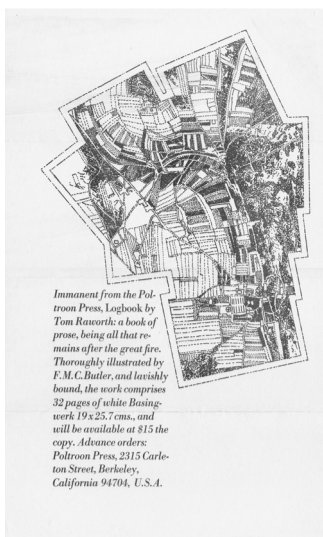 Immanent from the Pol-
troon Press, Logbook by
Tom Raworth: a book of
prose, being all that re-
mains after the great fire.
Thoroughly illustrated by
F.M.C.Butler, and lavishly
bound, the work comprises
32 pages of white Basing-
werk 19 x 25.7 cms., and
will be available at $15 the
copy. Advance orders:
Poltroon Press, 2315 Carle-
ton Street, Berkeley,
California 94704, U.S.A.